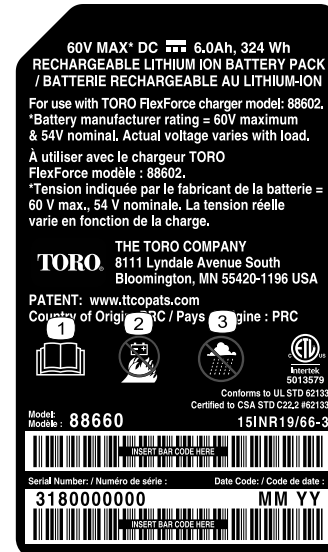 60V MAX* DC 6.0Ah, 324 Wh
RECHARGEABLE LITHIUM ION BATTERY PACK
/ BATTERIE RECHARGEABLE AU LITHIUM-ION
For use with TORO FlexForce charger model: 88602.
*Battery manufacturer rating = 60V maximum
& 54V nominal. Actual voltage varies with load.
À utiliser avec le chargeur TORO
FlexForce modèle : 88602.
*Tension indiquée par le fabricant de la batterie =
60 V max., 54 V nominale. La tension réelle
varie en fonction de la charge.
TORO.
THE TORO COMPANY
8111 Lyndale Avenue South
Bloomington, MN 55420-1196 USA
PATENT: www.ttcopats.com
Country of Origin PRC / Pays gine : PRC
1
2
3
c ETL us
Intertek
5013579
Conforms to UL STD 62133
Certified to CSA STD C22.2 #62133
Model:
Modèle : 88660
15INR19/66-3
INSERT BAR CODE HERE
Serial Number: / Numéro de série :
Date Code: / Code de date :
3180000000
MM YY
INSERT BAR CODE HERE